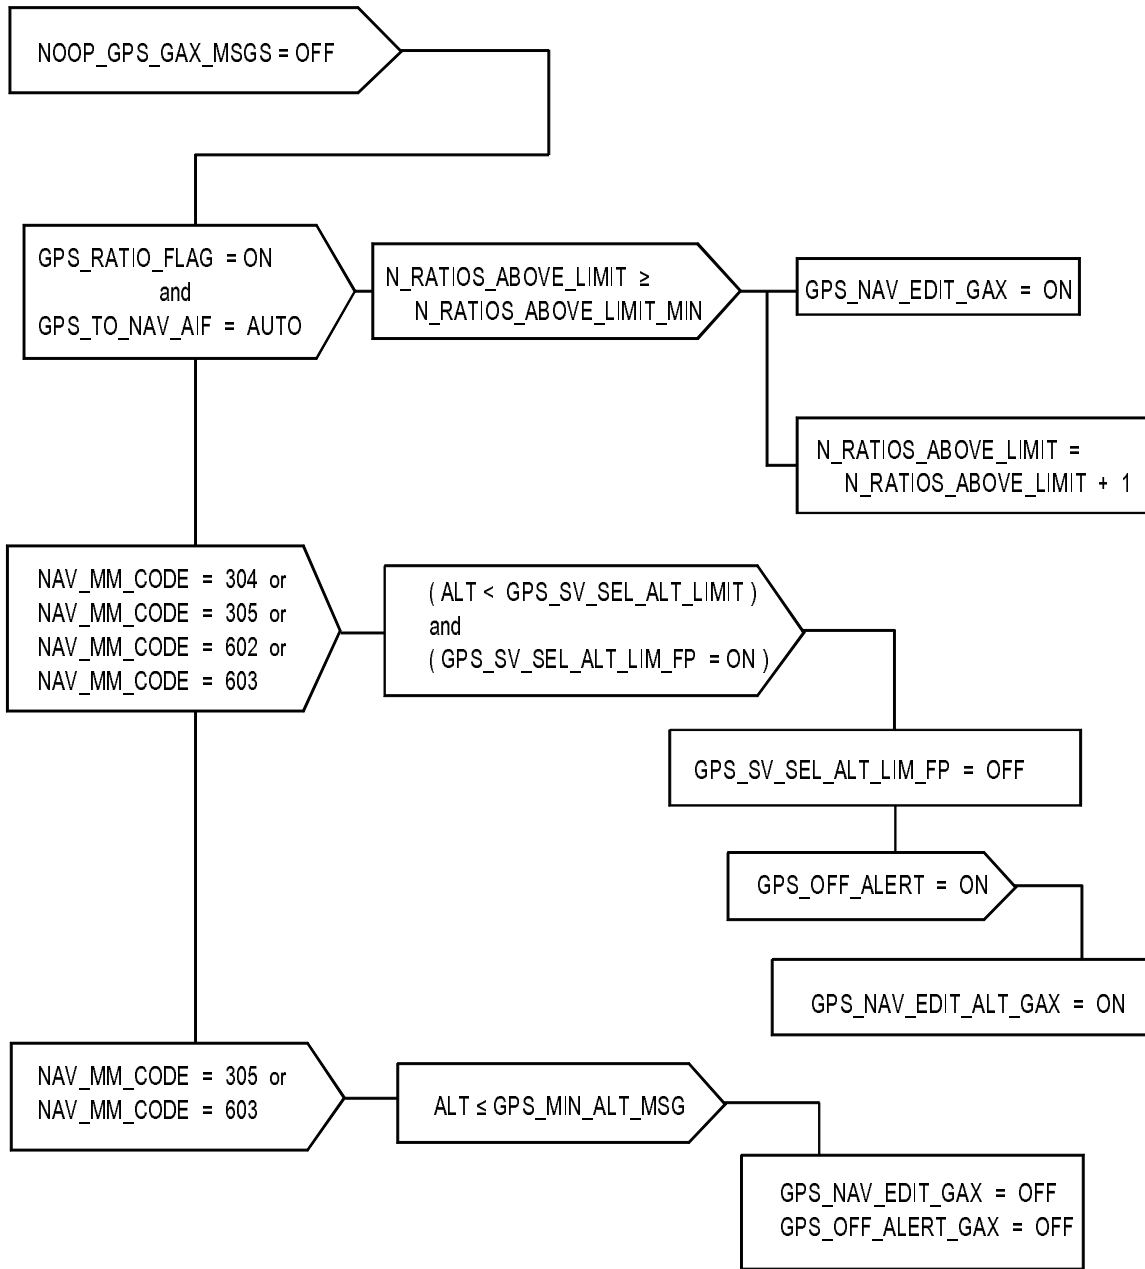 NOOP_GPS_GAX_MSGS = OFF
GPS_RATIO_FLAG = ON
and
GPS_TO_NAV_AIF = AUTO
N_RATIOS_ABOVE_LIMIT ≥
N_RATIOS_ABOVE_LIMIT_MIN
GPS_NAV_EDIT_GAX = ON
N_RATIOS_ABOVE_LIMIT =
N_RATIOS_ABOVE_LIMIT + 1
NAV_MM_CODE = 304 or
NAV_MM_CODE = 305 or
NAV_MM_CODE = 602 or
NAV_MM_CODE = 603
( ALT < GPS_SV_SEL_ALT_LIMIT )
and
( GPS_SV_SEL_ALT_LIM_FP = ON )
GPS_SV_SEL_ALT_LIM_FP = OFF
GPS_OFF_ALERT = ON
GPS_NAV_EDIT_ALT_GAX = ON
NAV_MM_CODE = 305 or
NAV_MM_CODE = 603
ALT ≤ GPS_MIN_ALT_MSG
GPS_NAV_EDIT_GAX = OFF
GPS_OFF_ALERT_GAX = OFF